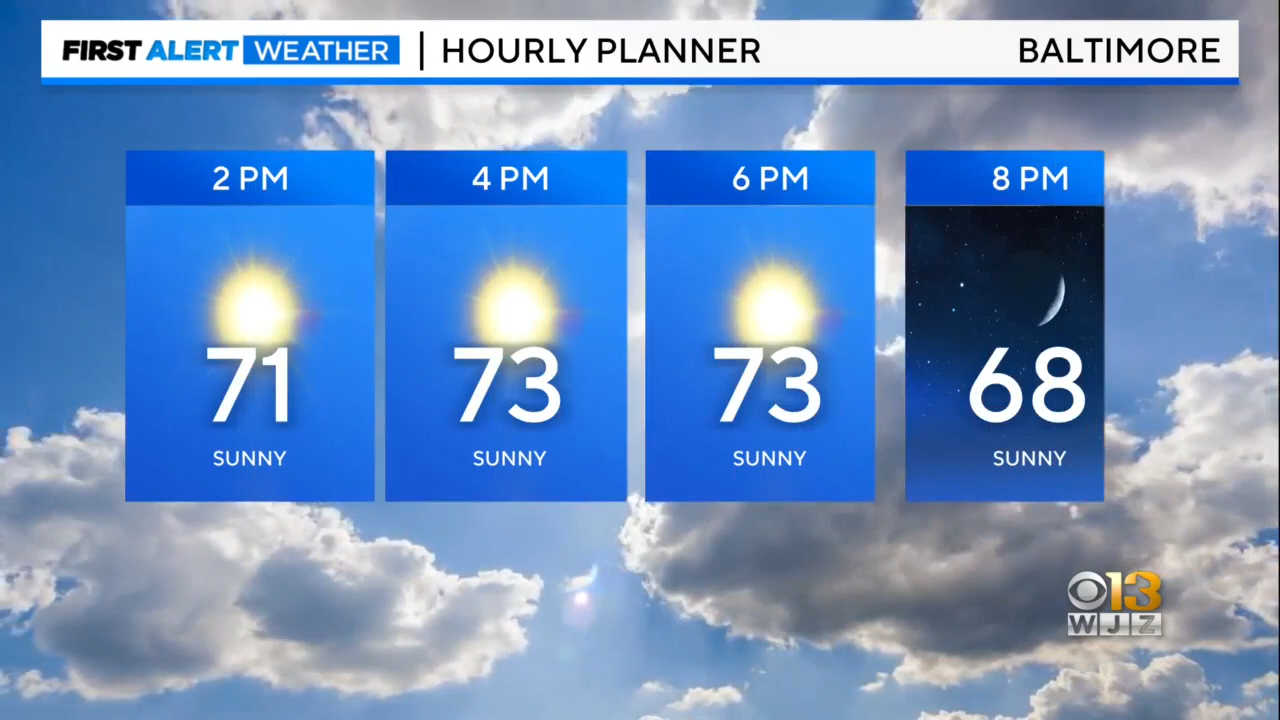 FIRST ALERT WEATHER | HOURLY PLANNER
BALTIMORE
2 PM
71
SUNNY
4 PM
73
SUNNY
6 PM
73
SUNNY
8 PM
68
SUNNY
13
WJZ